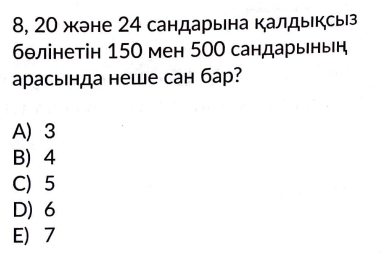 8, 20 және 24 сандарына қалдықсыз
бөлінетін 150 мен 500 сандарының
арасында неше сан бар?
A) 3
B) 4
C) 5
D) 6
E) 7